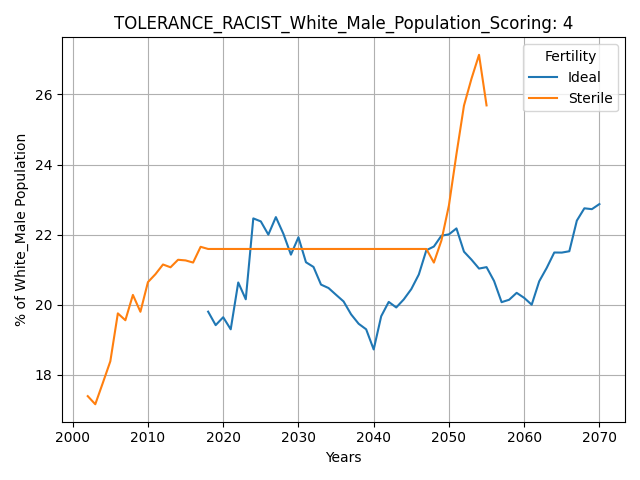 TOLERANCE_RACIST_White_Male_Population_Scoring: 4
Fertility
Ideal
Sterile
% of White_Male Population
26
24
22
20
18
2000 2010 2020 2030 2040 2050 2060 2070
Years